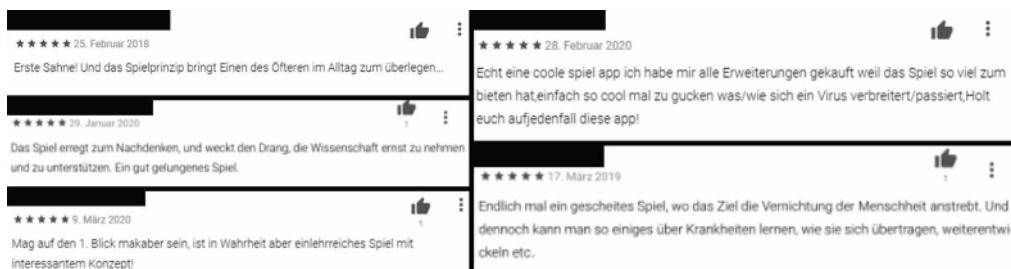 25. Februar 2018
Erste Sahne! Und das Spielprinzip bringt Einen des Öfteren im Alltag zum überlegen...
29. Januar 2020
1
Das Spiel erregt zum Nachdenken, und weckt den Drang, die Wissenschaft ernst zu nehmen
und zu unterstützen. Ein gut gelungenes Spiel.
9. März 2020
1
Mag auf den 1. Blick makaber sein, ist in Wahrheit aber einlehrreiches Spiel mit
interessantem Konzept!
28. Februar 2020
Echt eine coole spiel app ich habe mir alle Erweiterungen gekauft weil das Spiel so viel zum
bieten hat,einfach so cool mal zu gucken was/wie sich ein Virus verbreitert/passiert,Holt
euch aufjedenfall diese app!
17. März 2019
1
Endlich mal ein gescheites Spiel, wo das Ziel die Vernichtung der Menschheit anstrebt. Und
dennoch kann man so einiges über Krankheiten lernen, wie sie sich übertragen, weiterentwi
ckeln etc.